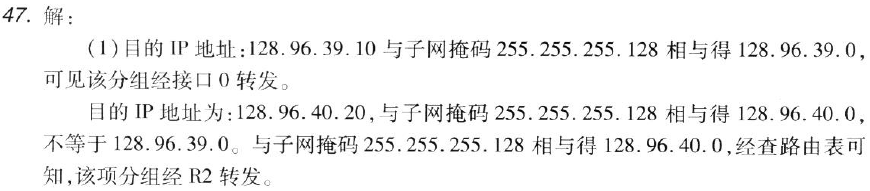 47. 解：
(1)目的 IP 地址：128.96.39.10 与子网掩码 255.255.255.128 相与得 128.96.39.0，
可见该分组经接口 0 转发。
目的 IP 地址为：128.96.40.20，与子网掩码 255.255.255.128 相与得 128.96.40.0，
不等于 128.96.39.0。与子网掩码 255.255.255.128 相与得 128.96.40.0，经查路由表可
知，该项分组经 R2 转发。